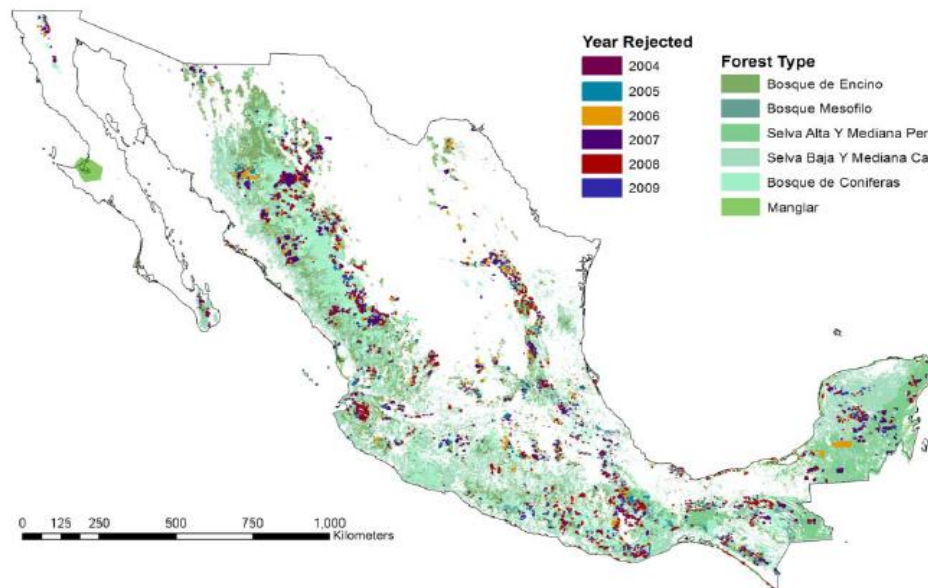 Year Rejected
2004
2005
2006
2007
2008
2009
Forest Type
Bosque de Encino
Bosque Mesofilo
Selva Alta Y Mediana Per
Selva Baja Y Mediana Ca
Bosque de Coniferas
Manglar
0 125 250 500 750 1,000
Kilometers